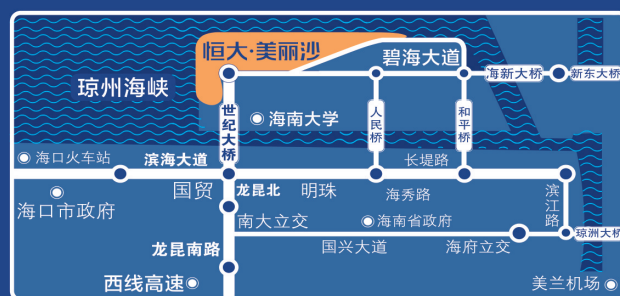 恒大·美丽沙
碧海大道
琼州海峡
海新大桥
新东大桥
世纪大桥
海南大学
人民桥
和平桥
海口火车站
滨海大道
长堤路
国贸
龙昆北
明珠
海秀路
滨江路
海口市政府
南大立交
海南省政府
琼洲大桥
龙昆南路
国兴大道
海府立交
西线高速
美兰机场